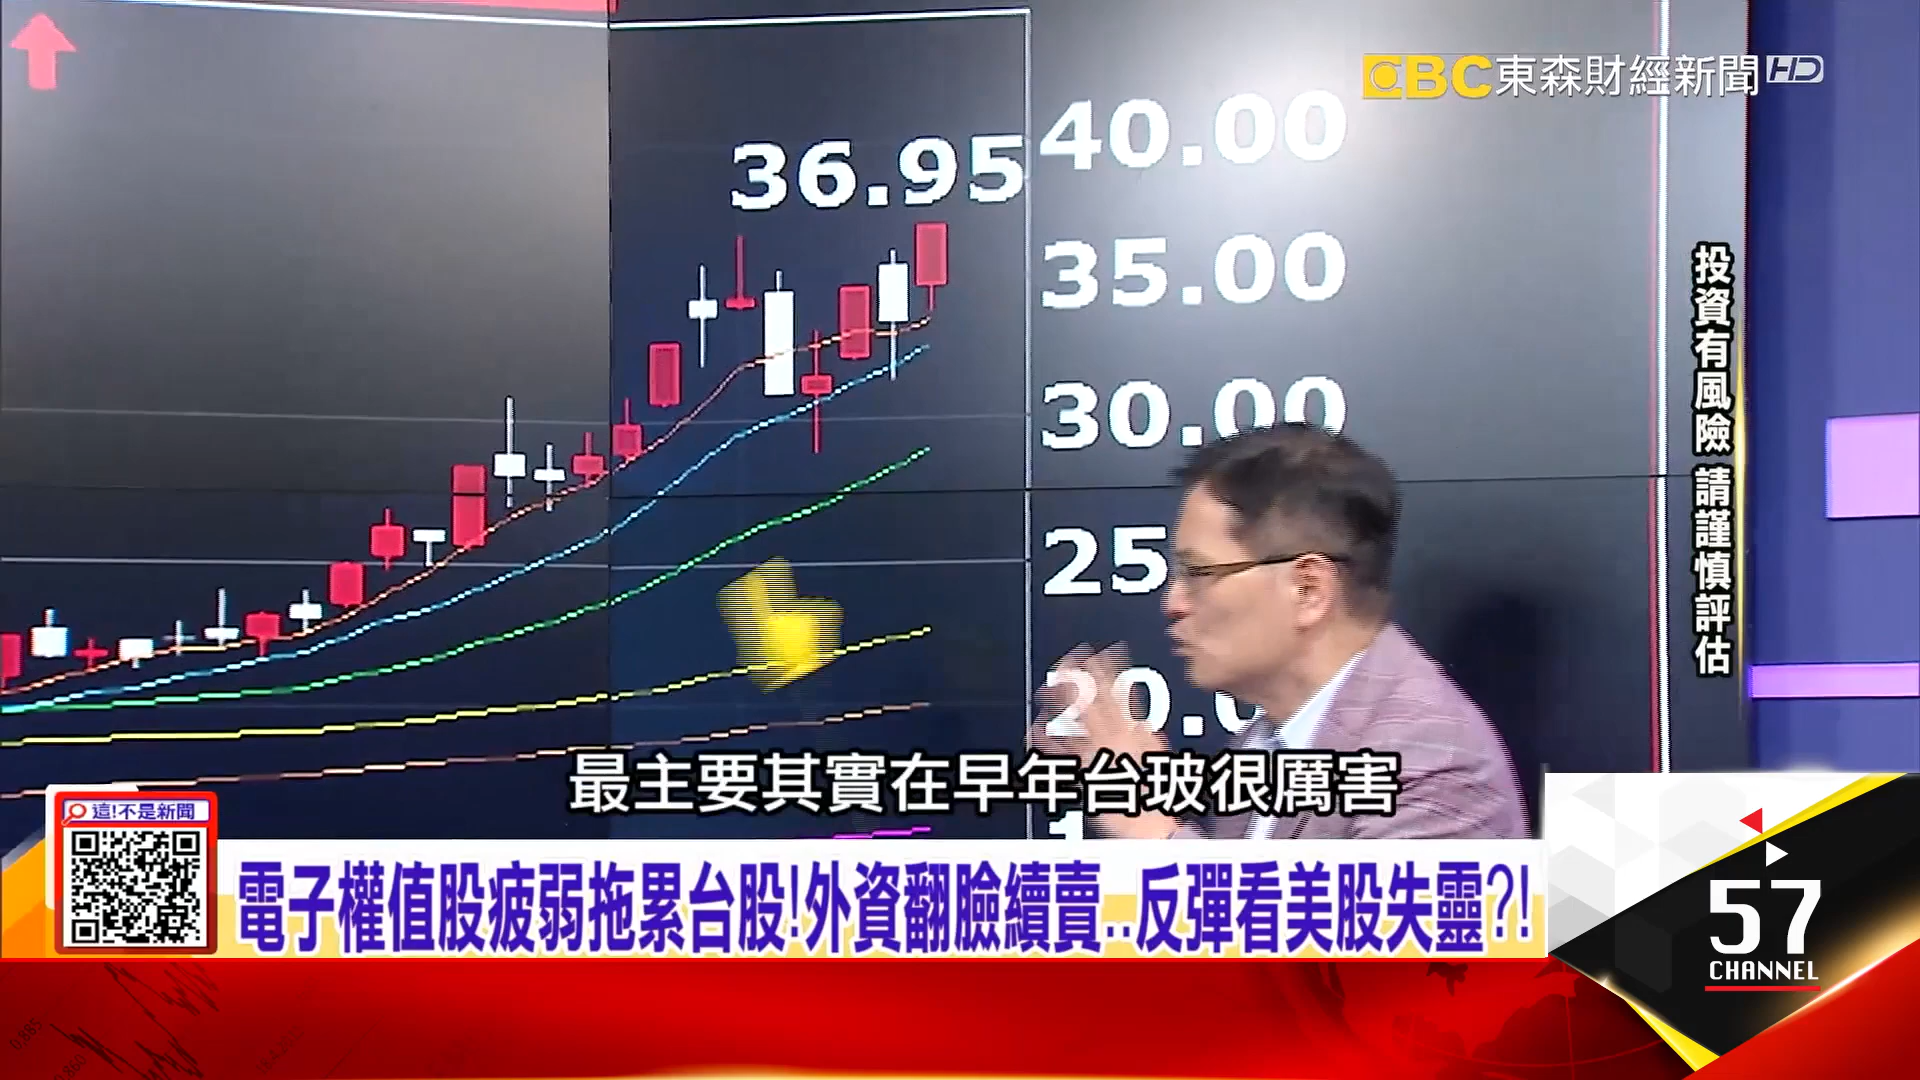 EBC東森財經新聞HD
40.00
36.95
35.00
30.00
25
20.0
投資有風險 請謹慎評估
最主要其實在早年台玻很厲害
這!不是新聞
電子權值股疲弱拖累台股!外資翻臉續賣..反彈看美股失靈?!
57
CHANNEL